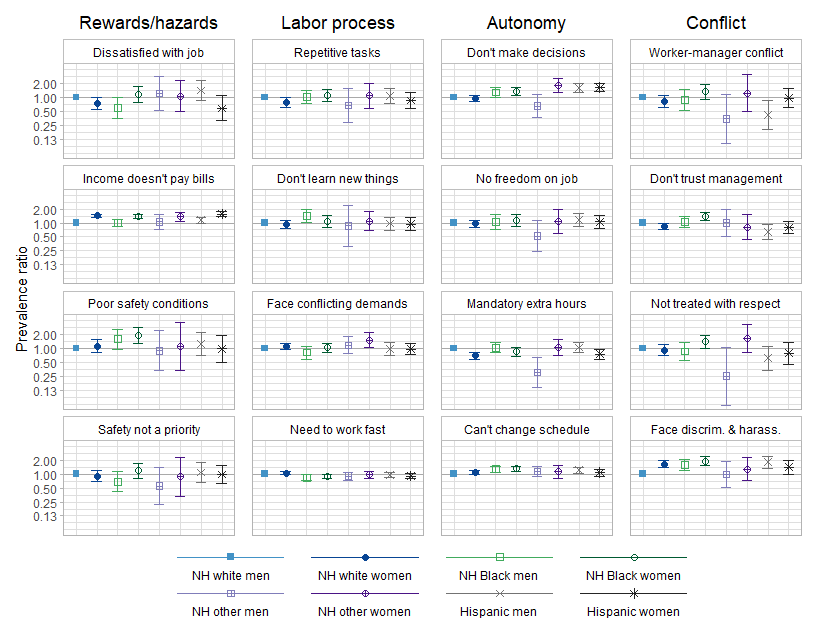 Rewards/hazards Labor process Autonomy Conflict
Dissatisfied with job Repetitive tasks Don't make decisions Worker-manager conflict
2.00
1.00
0.50
0.25
0.13
Income doesn't pay bills Don't learn new things No freedom on job Don't trust management
2.00
1.00
0.50
0.25
0.13
Prevalence ratio
Poor safety conditions Face conflicting demands Mandatory extra hours Not treated with respect
2.00
1.00
0.50
0.25
0.13
Safety not a priority Need to work fast Can't change schedule Face discrim. & harass.
2.00
1.00
0.50
0.25
0.13
NH white men NH white women NH Black men NH Black women
NH other men NH other women Hispanic men Hispanic women